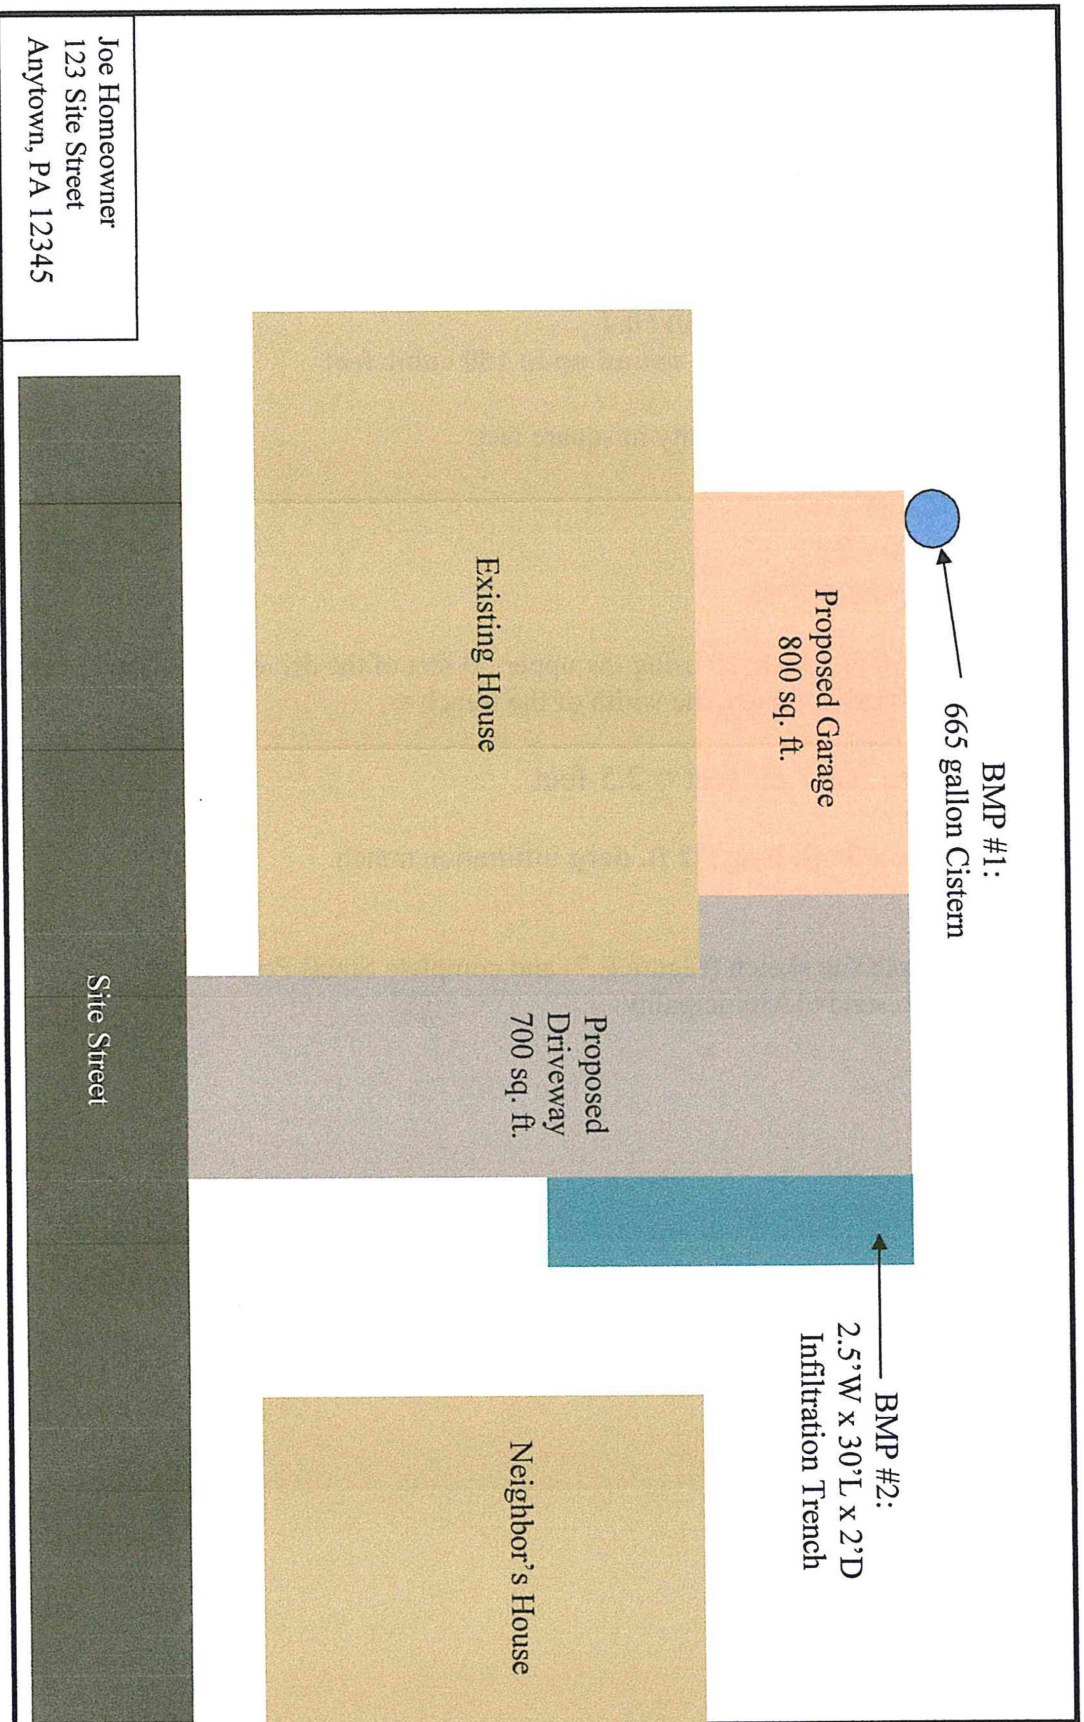 BMP #1:
665 gallon Cistern
Proposed Garage
800 sq. ft.
BMP #2:
2.5’W x 30’L x 2’D
Infiltration Trench
Existing House
Proposed
Driveway
700 sq. ft.
Neighbor’s House
Site Street
Joe Homeowner
123 Site Street
Anytown, PA 12345